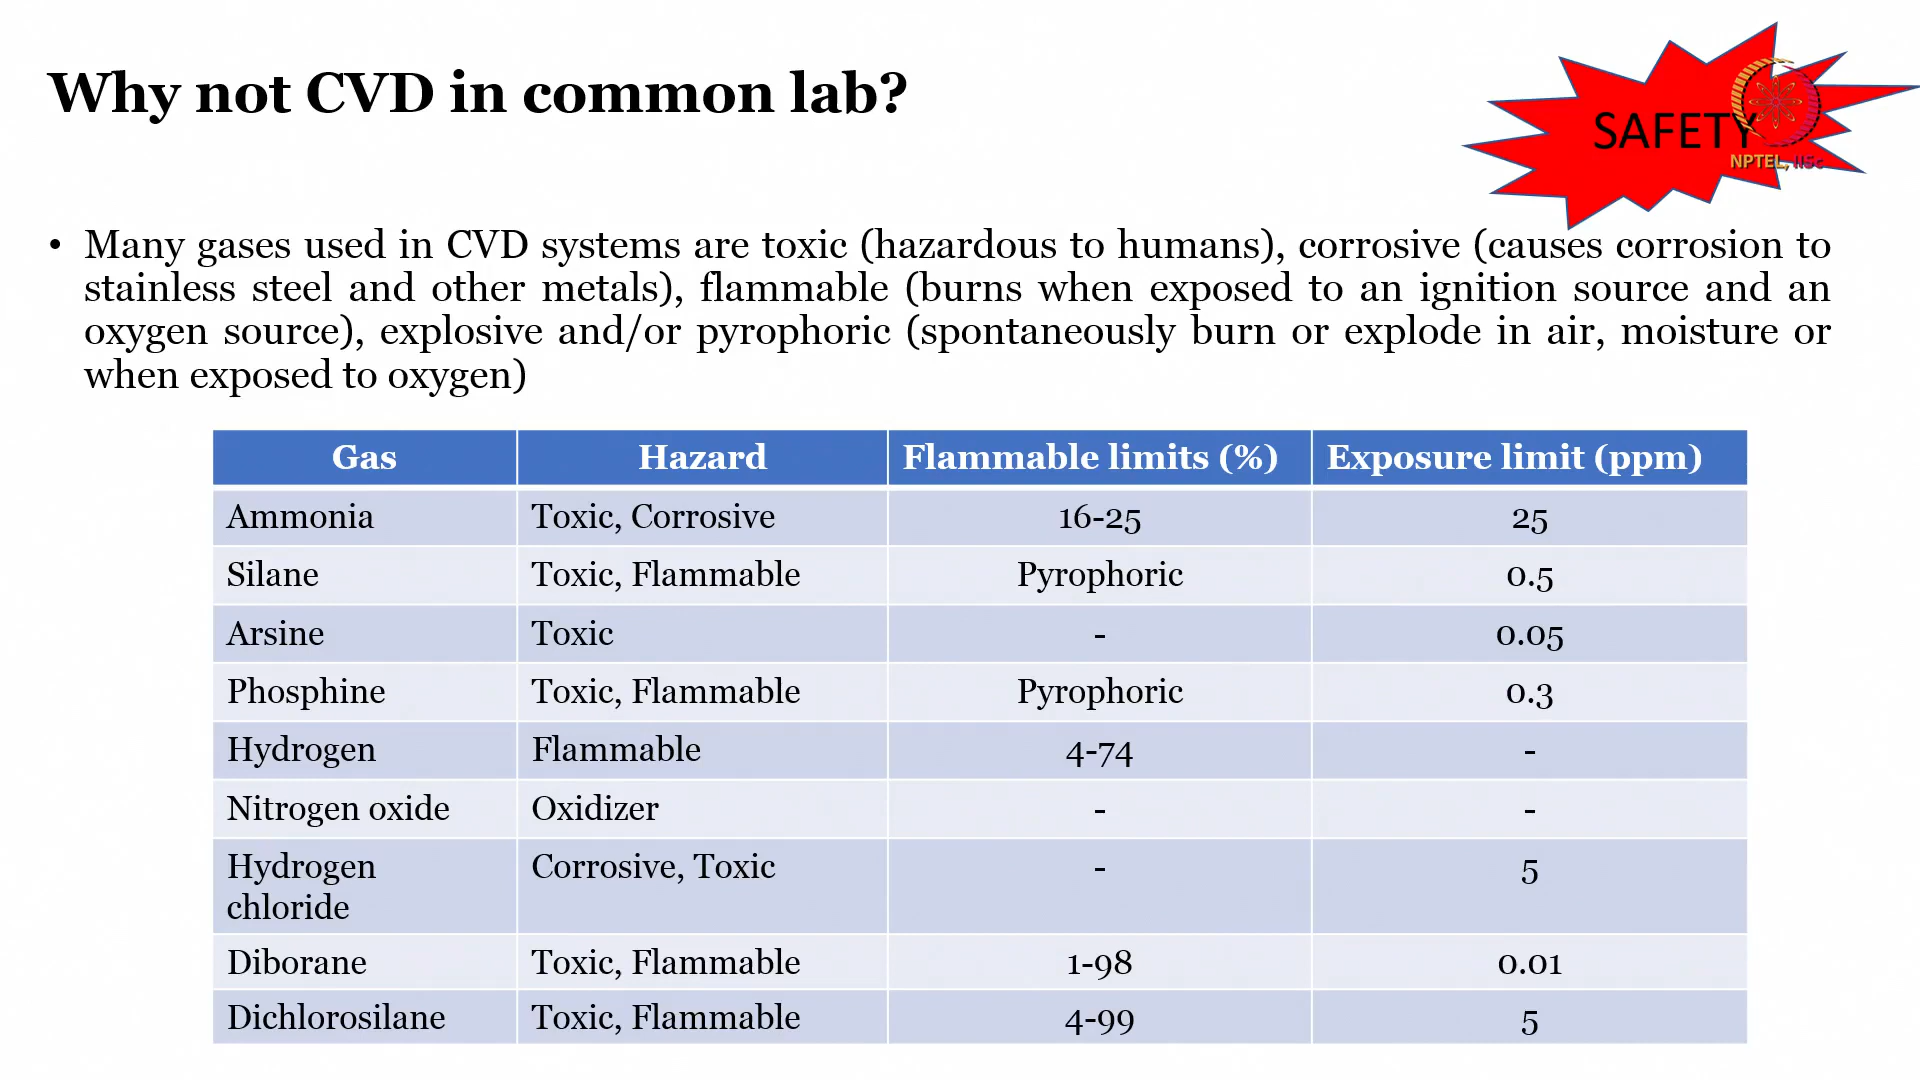 Why not CVD in common lab?
SAFETY
NPTEL, IISc
• Many gases used in CVD systems are toxic (hazardous to humans), corrosive (causes corrosion to
stainless steel and other metals), flammable (burns when exposed to an ignition source and an
oxygen source), explosive and/or pyrophoric (spontaneously burn or explode in air, moisture or
when exposed to oxygen)
Gas Hazard Flammable limits (%) Exposure limit (ppm)
Ammonia Toxic, Corrosive 16-25 25
Silane Toxic, Flammable Pyrophoric 0.5
Arsine Toxic - 0.05
Phosphine Toxic, Flammable Pyrophoric 0.3
Hydrogen Flammable 4-74 -
Nitrogen oxide Oxidizer - -
Hydrogen Corrosive, Toxic - 5
chloride
Diborane Toxic, Flammable 1-98 0.01
Dichlorosilane Toxic, Flammable 4-99 5